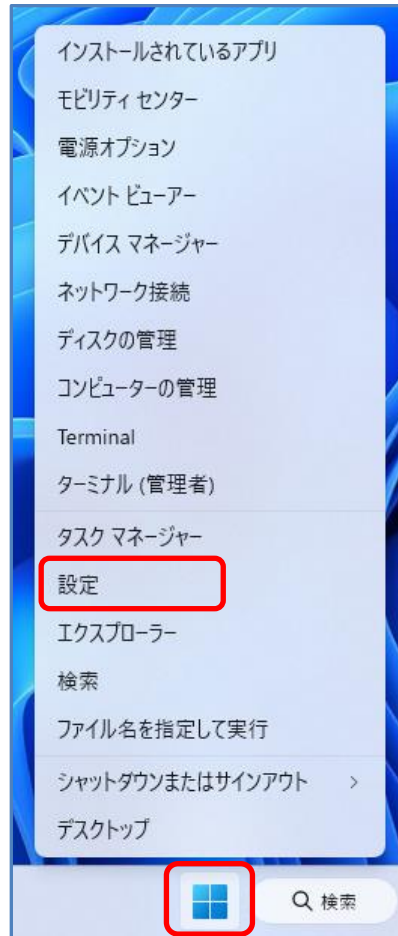 インストールされているアプリ
モビリティ センター
電源オプション
イベント ビューアー
デバイス マネージャー
ネットワーク接続
ディスクの管理
コンピューターの管理
Terminal
ターミナル (管理者)
タスク マネージャー
設定
エクスプローラー
検索
ファイル名を指定して実行
シャットダウンまたはサインアウト
デスクトップ
検索